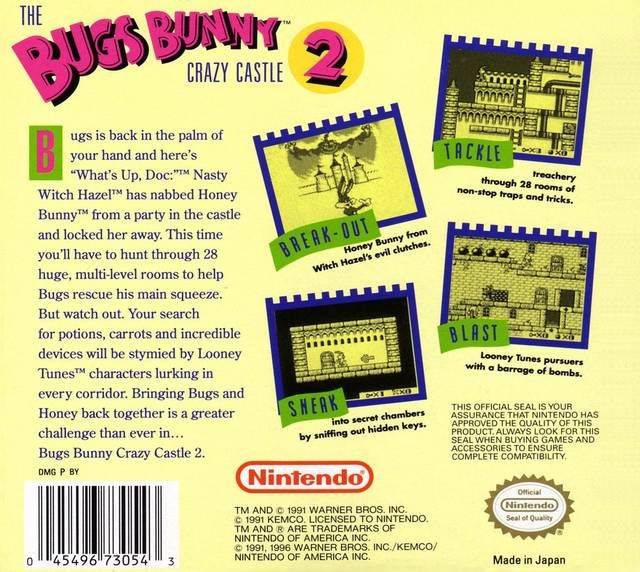 THE
BUGS BUNNY™
CRAZY CASTLE 2
Bugs is back in the palm of
your hand and here's
"What's Up, Doc:"™ Nasty
Witch Hazel™ has nabbed Honey
Bunny™ from a party in the castle
and locked her away. This time
you'll have to hunt through 28
huge, multi-level rooms to help
Bugs rescue his main squeeze.
But watch out. Your search
for potions, carrots and incredible
devices will be stymied by Looney
Tunes™ characters lurking in
every corridor. Bringing Bugs and
Honey back together is a greater
challenge than ever in...
Bugs Bunny Crazy Castle 2.
DMG P BY
0 45496 73054 3
BREAK-OUT
Honey Bunny from
Witch Hazel's evil clutches.
TACKLE
treachery
through 28 rooms of
non-stop traps and tricks.
SNEAK
into secret chambers
by sniffing out hidden keys.
BLAST
Looney Tunes pursuers
with a barrage of bombs.
Nintendo®
TM AND © 1991 WARNER BROS. INC.
© 1991 KEMCO. LICENSED TO NINTENDO.
TM AND ® ARE TRADEMARKS OF
NINTENDO OF AMERICA INC.
© 1991, 1996 WARNER BROS. INC./KEMCO/
NINTENDO OF AMERICA INC.
THIS OFFICIAL SEAL IS YOUR
ASSURANCE THAT NINTENDO HAS
APPROVED THE QUALITY OF THIS
PRODUCT. ALWAYS LOOK FOR THIS
SEAL WHEN BUYING GAMES AND
ACCESSORIES TO ENSURE
COMPLETE COMPATIBILITY.
Official
Nintendo
Seal of Quality
Made in Japan